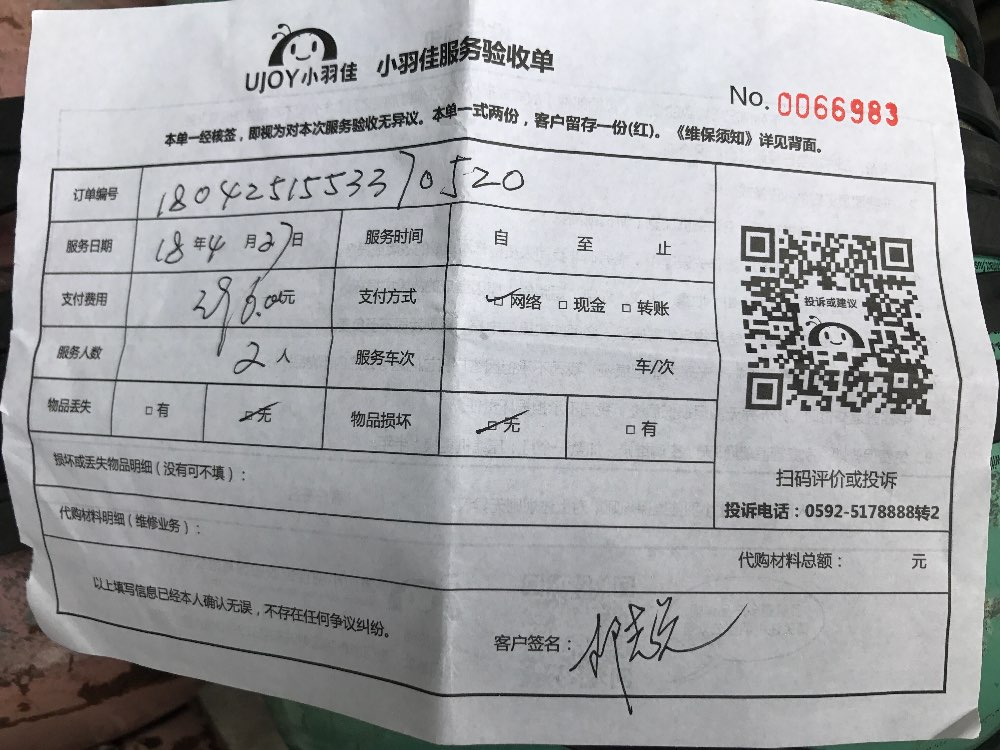 UJOY小羽佳 小羽佳服务验收单
No. 0066983
本单一经核签，即视为对本次服务验收无异议。本单一式两份，客户留存一份(红)。《维保须知》详见背面。
订单编号 180425155337 0520
服务日期 18年4月27日 服务时间 自 至 止
支付费用 296.00元 支付方式 ☑网络 □现金 □转账
投诉或建议
服务人数 2人 服务车次 车/次
物品丢失 □有 ☑无 物品损坏 ☑无 □有
损坏或丢失物品明细（没有可不填）：
扫码评价或投诉
投诉电话：0592-5178888转2
代购材料明细（维修业务）：
代购材料总额： 元
以上填写信息已经本人确认无误，不存在任何争议纠纷。
客户签名：